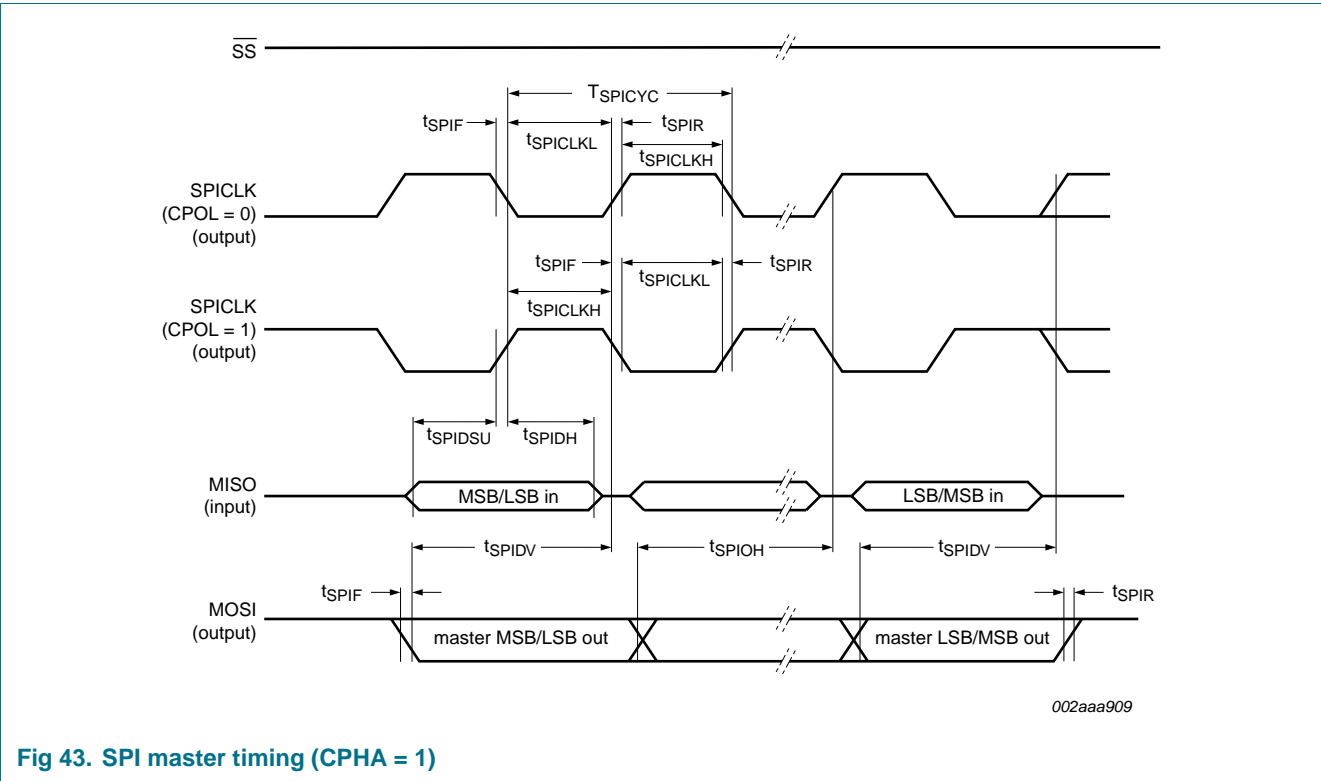 SS
TSPICYC
tSPIF
tSPICLKL
tSPIR
tSPICLKH
SPICLK
(CPOL = 0)
(output)
tSPIF
tSPICLKL
tSPIR
tSPICLKH
SPICLK
(CPOL = 1)
(output)
tSPIDSU
tSPIDH
MISO
(input)
MSB/LSB in
LSB/MSB in
tSPIDV
tSPIOH
tSPIDV
tSPIF
tSPIR
MOSI
(output)
master MSB/LSB out
master LSB/MSB out
002aaa909
Fig 43. SPI master timing (CPHA = 1)